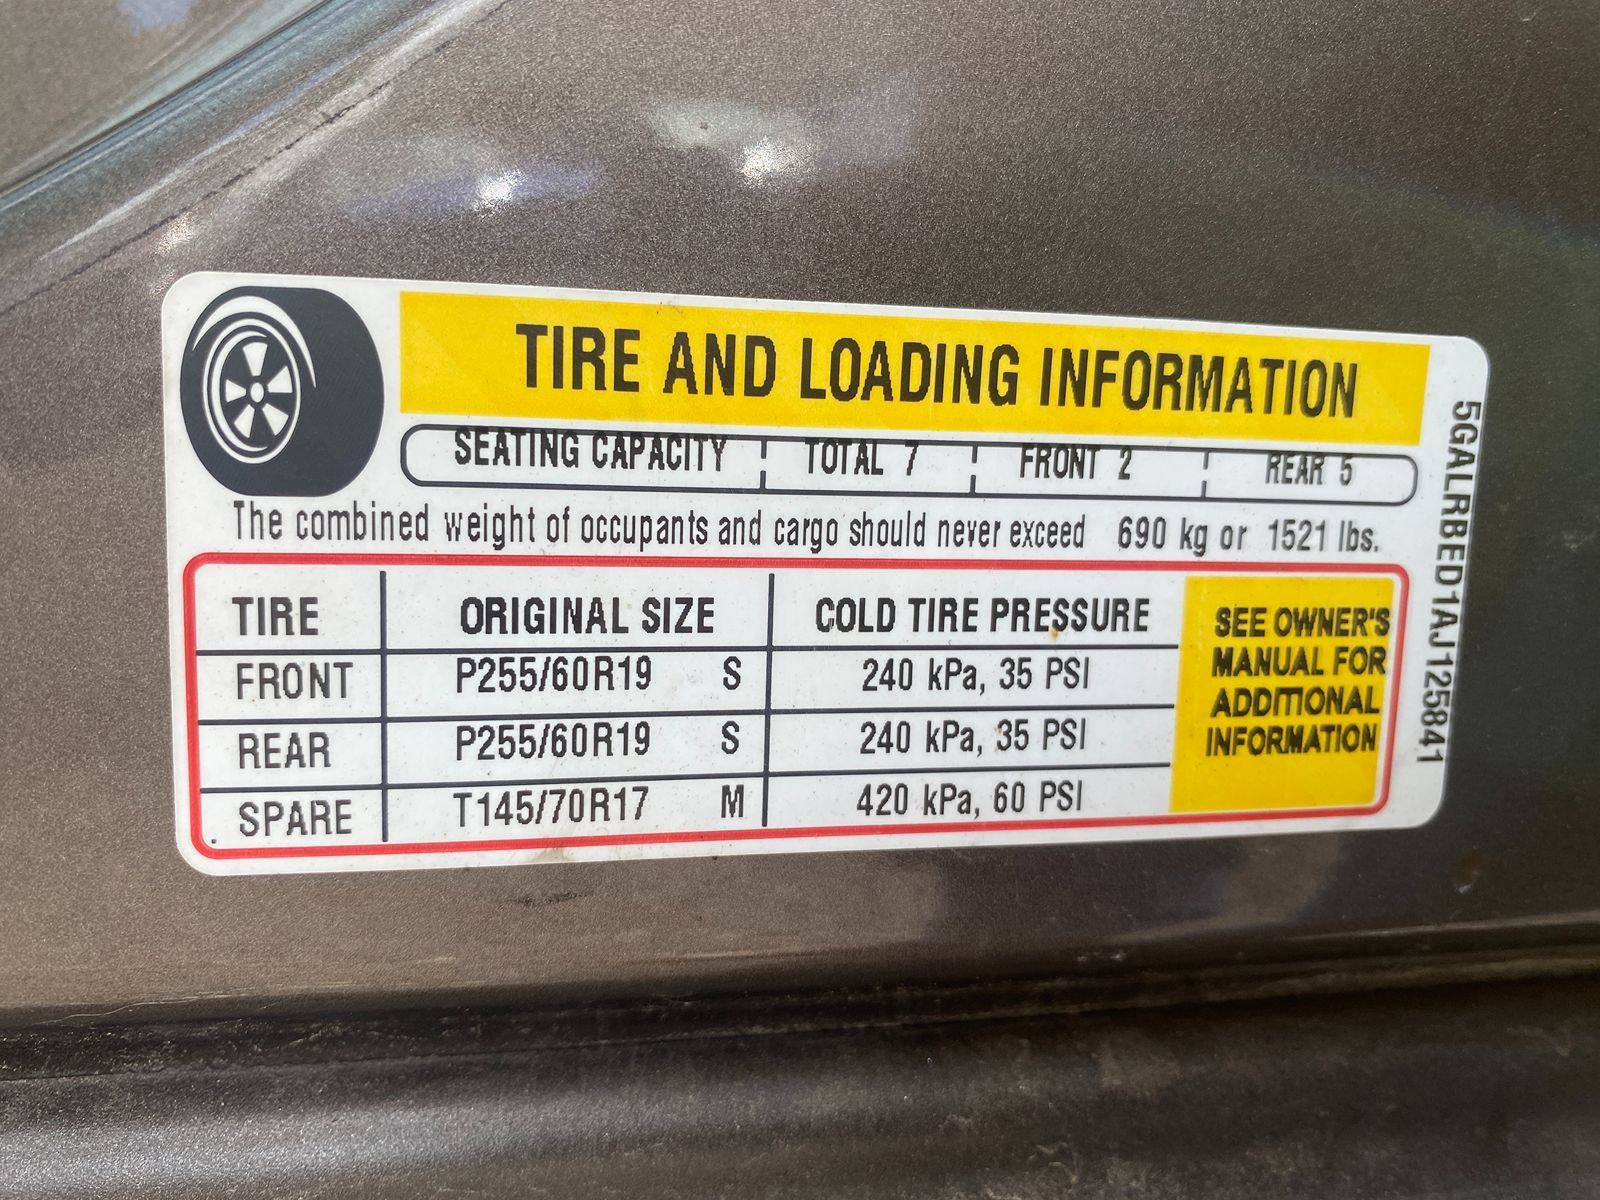 TIRE AND LOADING INFORMATION
SEATING CAPACITY TOTAL 7 FRONT 2 REAR 5
The combined weight of occupants and cargo should never exceed 690 kg or 1521 lbs.
TIRE ORIGINAL SIZE COLD TIRE PRESSURE
FRONT P255/60R19 S 240 kPa, 35 PSI
REAR P255/60R19 S 240 kPa, 35 PSI
SPARE T145/70R17 M 420 kPa, 60 PSI
SEE OWNER'S
MANUAL FOR
ADDITIONAL
INFORMATION
5GALRBED1AJ125841